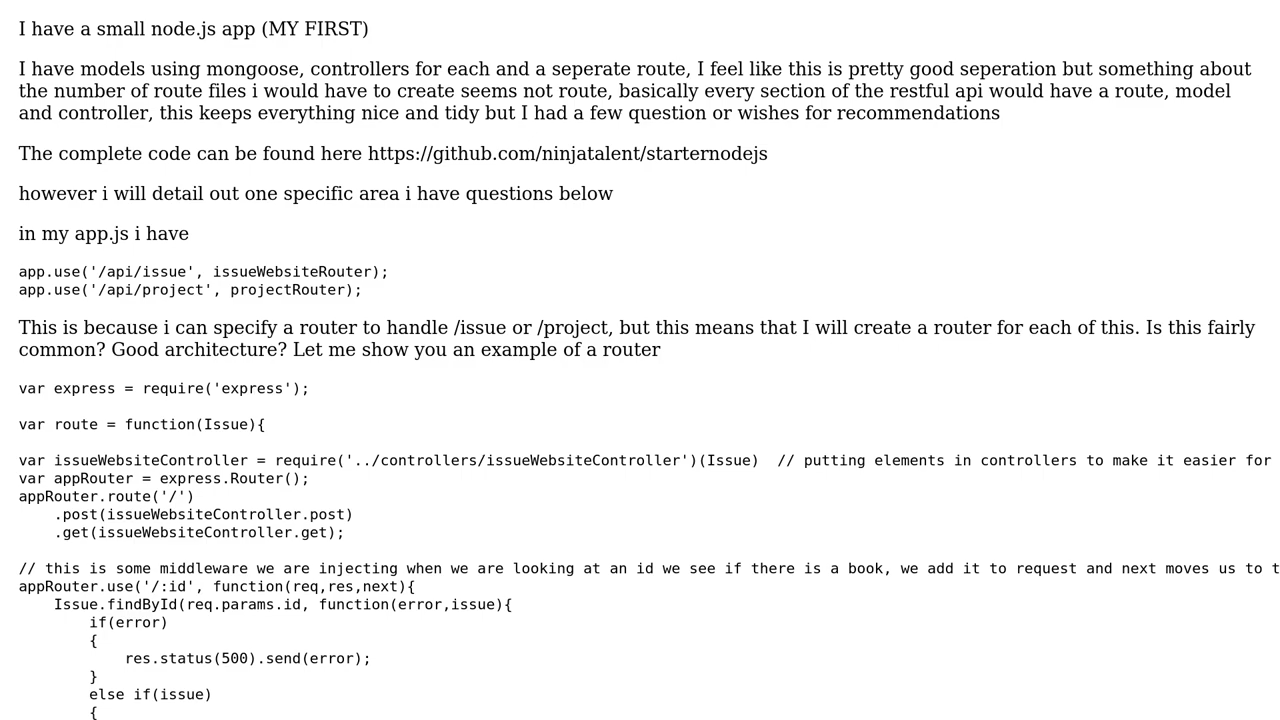 I have a small node.js app (MY FIRST)
I have models using mongoose, controllers for each and a seperate route, I feel like this is pretty good seperation but something about
the number of route files i would have to create seems not route, basically every section of the restful api would have a route, model
and controller, this keeps everything nice and tidy but I had a few question or wishes for recommendations
The complete code can be found here https://github.com/ninjatalent/starternodejs
however i will detail out one specific area i have questions below
in my app.js i have
app.use('/api/issue', issueWebsiteRouter);
app.use('/api/project', projectRouter);
This is because i can specify a router to handle /issue or /project, but this means that I will create a router for each of this. Is this fairly
common? Good architecture? Let me show you an example of a router
var express = require('express');
var route = function(Issue){
var issueWebsiteController = require('../controllers/issueWebsiteController')(Issue)  // putting elements in controllers to make it easier for
var appRouter = express.Router();
appRouter.route('/')
    .post(issueWebsiteController.post)
    .get(issueWebsiteController.get);
// this is some middleware we are injecting when we are looking at an id we see if there is a book, we add it to request and next moves us to t
appRouter.use('/:id', function(req,res,next){
    Issue.findById(req.params.id, function(error,issue){
        if(error)
        {
            res.status(500).send(error);
        }
        else if(issue)
        {